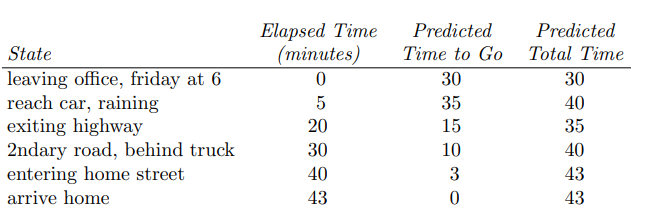 Elapsed Time Predicted Predicted
State (minutes) Time to Go Total Time
leaving office, friday at 6 0 30 30
reach car, raining 5 35 40
exiting highway 20 15 35
2ndary road, behind truck 30 10 40
entering home street 40 3 43
arrive home 43 0 43